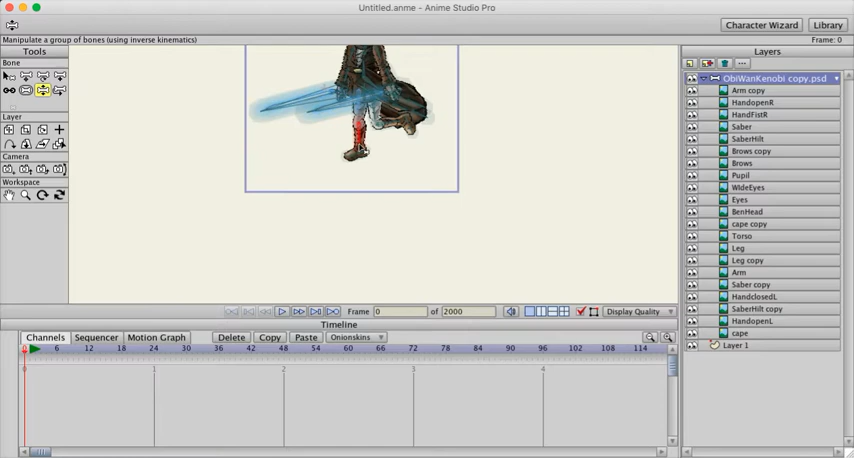 Untitled.anme - Anime Studio Pro
Character Wizard
Library
Manipulate a group of bones (using inverse kinematics)
Frame: 0
Tools
Bone
Layer
Camera
Workspace
Layers
ObiWanKenobi copy.psd
Arm copy
HandopenR
HandFistR
Saber
SaberHilt
Brows copy
Brows
Pupil
WIdeEyes
Eyes
BenHead
cape copy
Torso
Leg
Leg copy
Arm
Saber copy
HandclosedL
SaberHilt copy
HandopenL
cape
Layer 1
Frame 0 of 2000 Display Quality
Timeline
Channels Sequencer Motion Graph Delete Copy Paste Onionskins
6 12 18 24 30 36 42 48 54 60 66 72 78 84 90 96 102 108 114
0 1 2 3 4